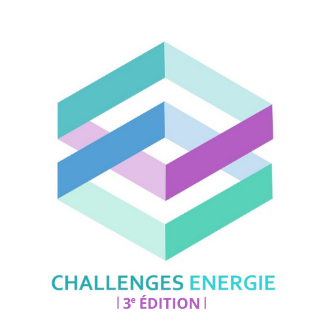 CHALLENGES ENERGIE
| 3ᵉ ÉDITION |